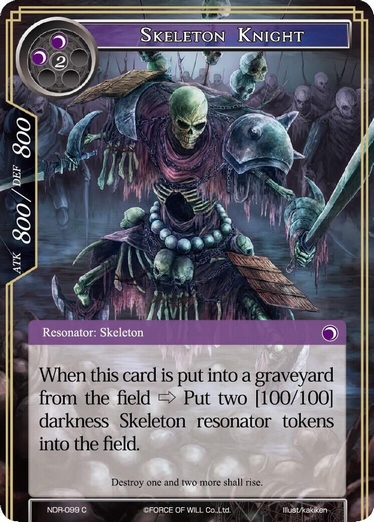 Skeleton Knight
2
ATK 800 / DEF 800
Resonator: Skeleton
When this card is put into a graveyard
from the field ⇨ Put two [100/100]
darkness Skeleton resonator tokens
into the field.
Destroy one and two more shall rise.
NDR-099 C ©FORCE OF WILL Co.,Ltd. Illust/kakiken